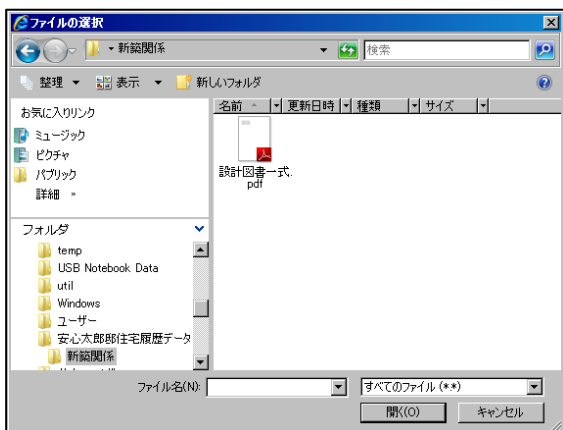 ファイルの選択
新築関係
検索
整理 表示 新しいフォルダ
お気に入りリンク
ミュージック
ピクチャ
パブリック
詳細 »
名前 更新日時 種類 サイズ
設計図書一式.
pdf
フォルダ
temp
USB Notebook Data
util
Windows
ユーザー
安心太郎邸住宅履歴データ
新築関係
ファイル名(N):
すべてのファイル (*.*)
開く(O) キャンセル